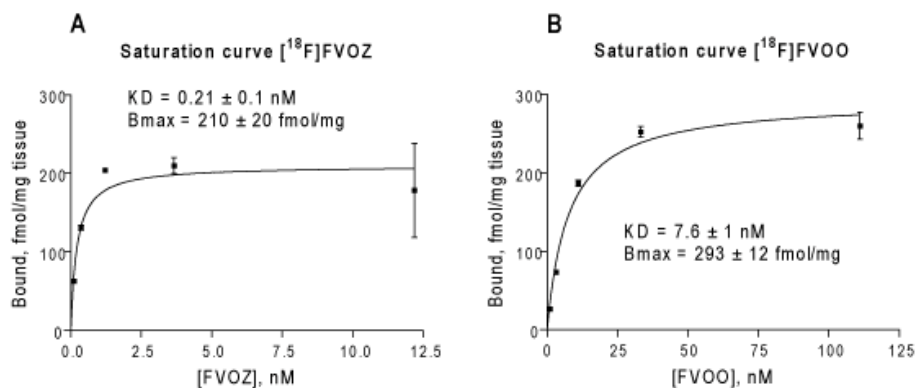 A
Saturation curve [18F]FVOZ
KD = 0.21 ± 0.1 nM
Bmax = 210 ± 20 fmol/mg
Bound, fmol/mg tissue
300
200
100
0
0.0 2.5 5.0 7.5 10.0 12.5
[FVOZ], nM
B
Saturation curve [18F]FVOO
KD = 7.6 ± 1 nM
Bmax = 293 ± 12 fmol/mg
Bound, fmol/mg tissue
300
200
100
0
0 25 50 75 100 125
[FVOO], nM